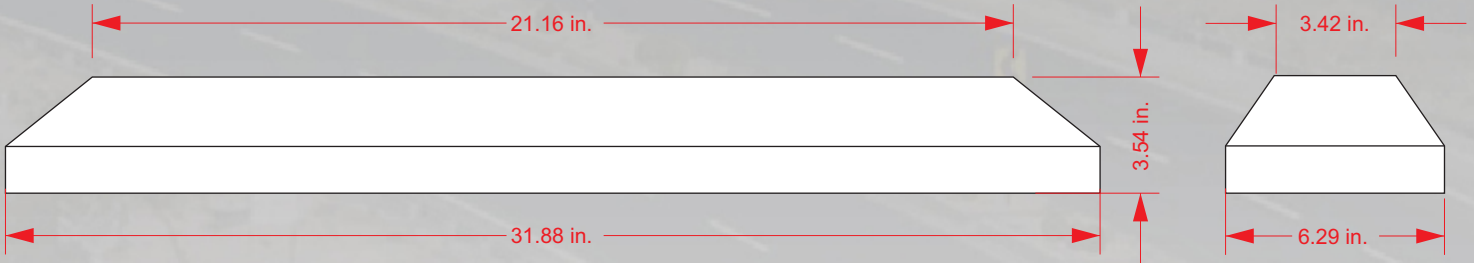 21.16 in.
3.42 in.
3.54 in.
31.88 in.
6.29 in.